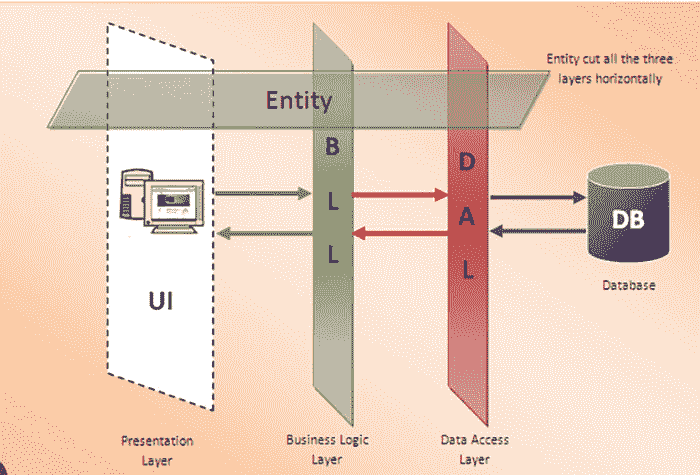 Entity cut all the three
layers horizontally
Entity
B
L
L
D
A
L
UI
DB
Database
Presentation
Layer
Business Logic
Layer
Data Access
Layer